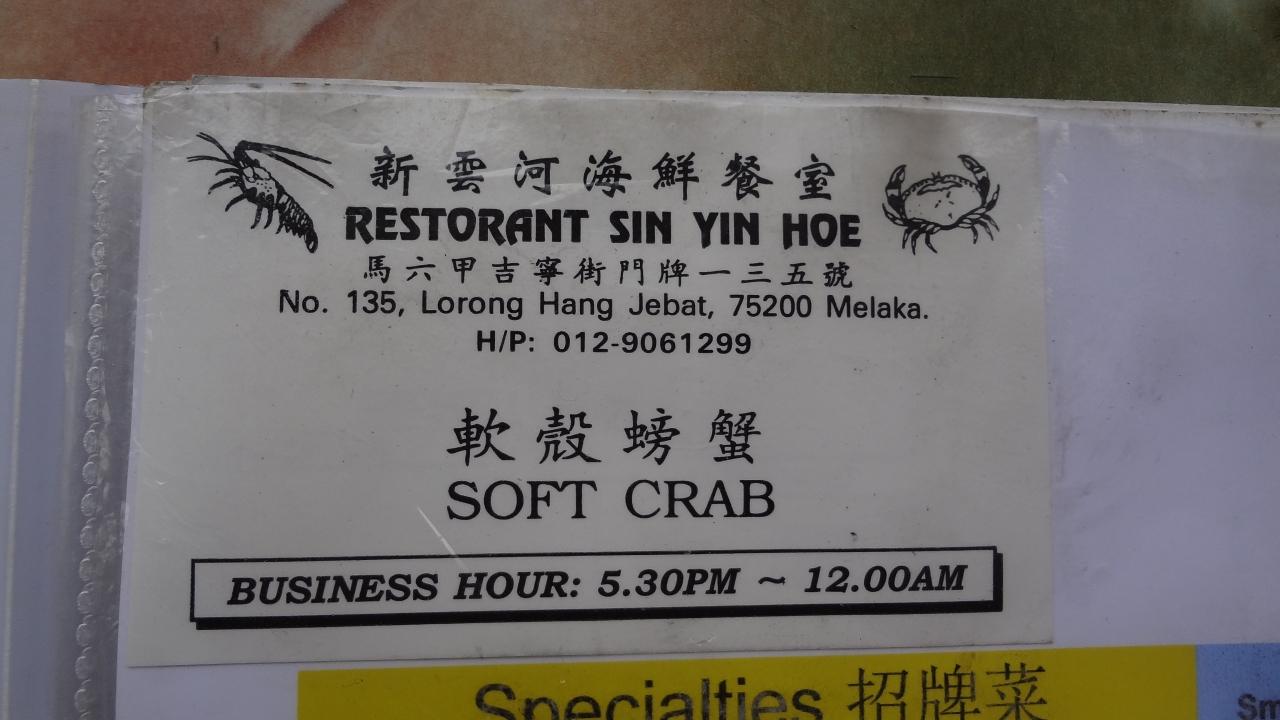 新雲河海鮮餐室
RESTORANT SIN YIN HOE
馬六甲吉寧街門牌一三五號
No. 135, Lorong Hang Jebat, 75200 Melaka.
H/P: 012-9061299
軟殼螃蟹
SOFT CRAB
BUSINESS HOUR: 5.30PM ~ 12.00AM
Specialties 招牌菜